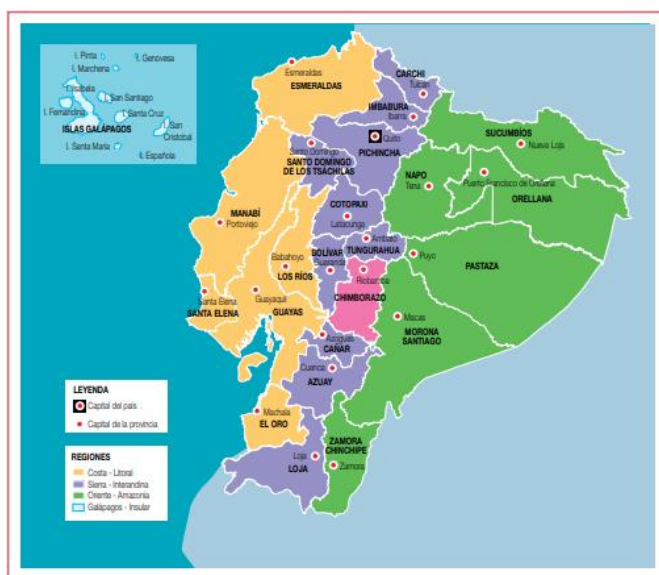 I. Pinta
I. Genovesa
I. Marchena
I. Isabela
San Santiago
I. Fernandina
Santa Cruz
ISLAS GALÁPAGOS
I. San
Cristobal
I. Santa Maria
I. Española
Esmeraldas
ESMERALDAS
CARCHI
Tulcán
IMBABURA
Ibarra
SUCUMBÍOS
Nueva Loja
Quito
PICHINCHA
Santo Domingo
SANTO DOMINGO
DE LOS TSACHILAS
NAPO
Tena
Puerto Francisco de Orellana
ORELLANA
COTOPAXI
Latacunga
MANABÍ
Portoviejo
Ambato
TUNGURAHUA
BOLÍVAR
Guaranda
Babahoyo
LOS RÍOS
Puyo
PASTAZA
Riobamba
CHIMBORAZO
Santa Elena
SANTA ELENA
Guayaquil
GUAYAS
Macas
MORONA
SANTIAGO
Azogues
CAÑAR
Cuenca
AZUAY
Machala
EL ORO
Loja
LOJA
ZAMORA
CHINCHIPE
Zamora
LEYENDA
Capital del país
Capital de la provincia
REGIONES
Costa - Litoral
Sierra - Interandina
Oriente - Amazonía
Galápagos - Insular